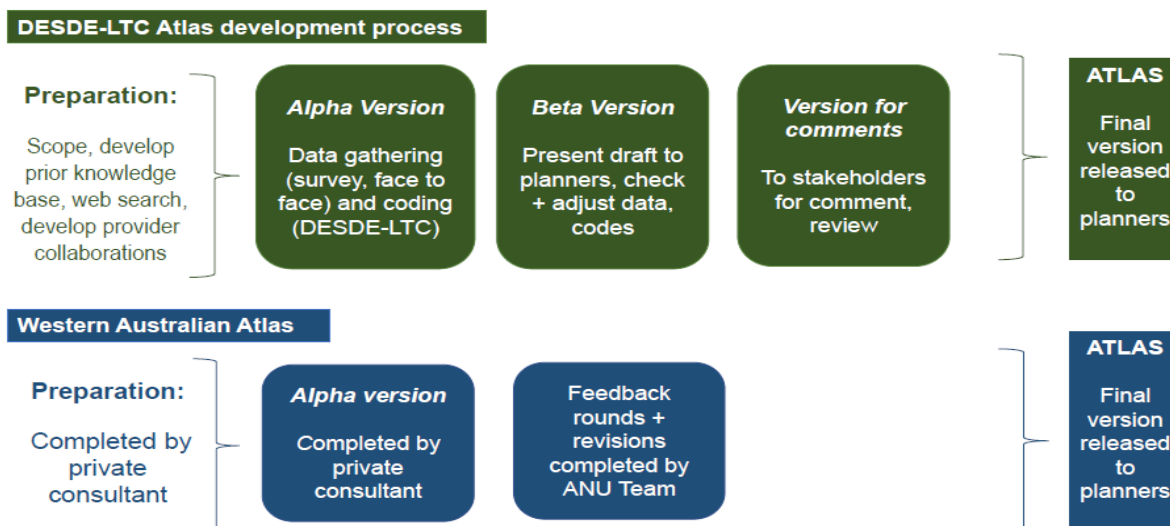 DESDE-LTC Atlas development process
Preparation:
Scope, develop
prior knowledge
base, web search,
develop provider
collaborations
Alpha Version
Data gathering
(survey, face to
face) and coding
(DESDE-LTC)
Beta Version
Present draft to
planners, check
+ adjust data,
codes
Version for
comments
To stakeholders
for comment,
review
ATLAS
Final
version
released
to
planners
Western Australian Atlas
Preparation:
Completed by
private
consultant
Alpha version
Completed by
private
consultant
Feedback
rounds +
revisions
completed by
ANU Team
ATLAS
Final
version
released
to
planners